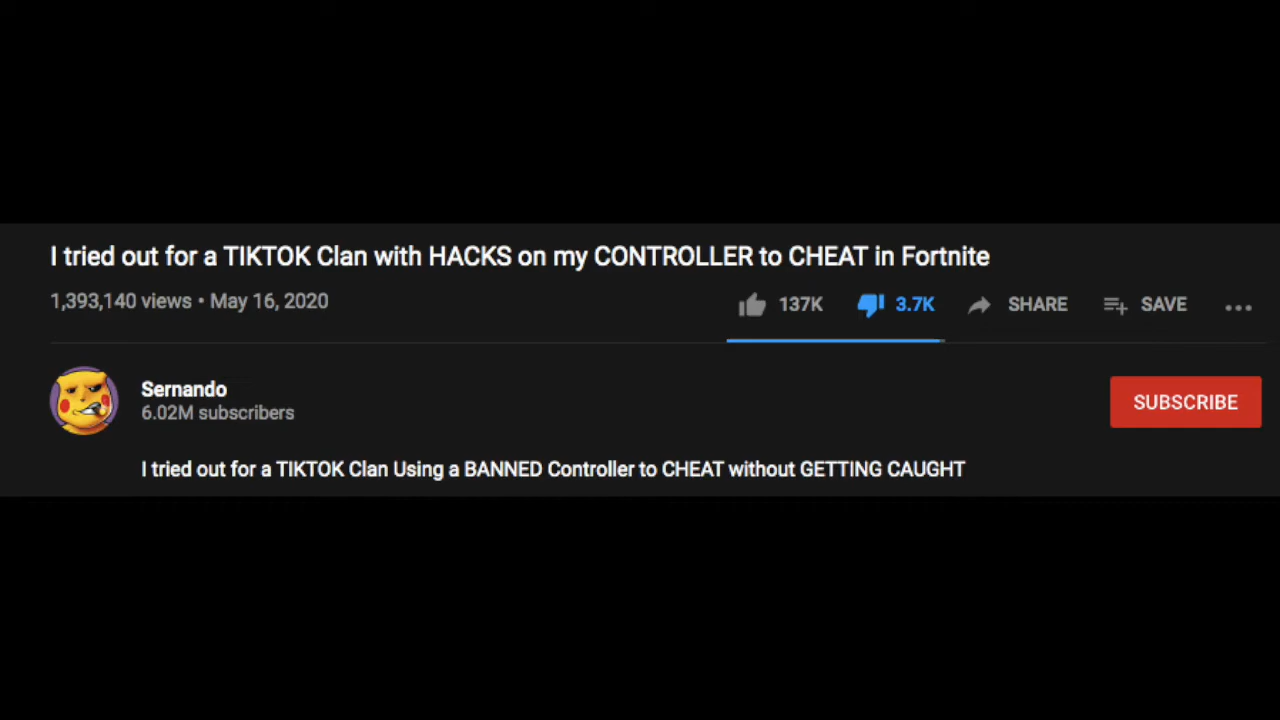 I tried out for a TIKTOK Clan with HACKS on my CONTROLLER to CHEAT in Fortnite
1,393,140 views • May 16, 2020
137K 3.7K SHARE SAVE
Sernando
6.02M subscribers
SUBSCRIBE
I tried out for a TIKTOK Clan Using a BANNED Controller to CHEAT without GETTING CAUGHT